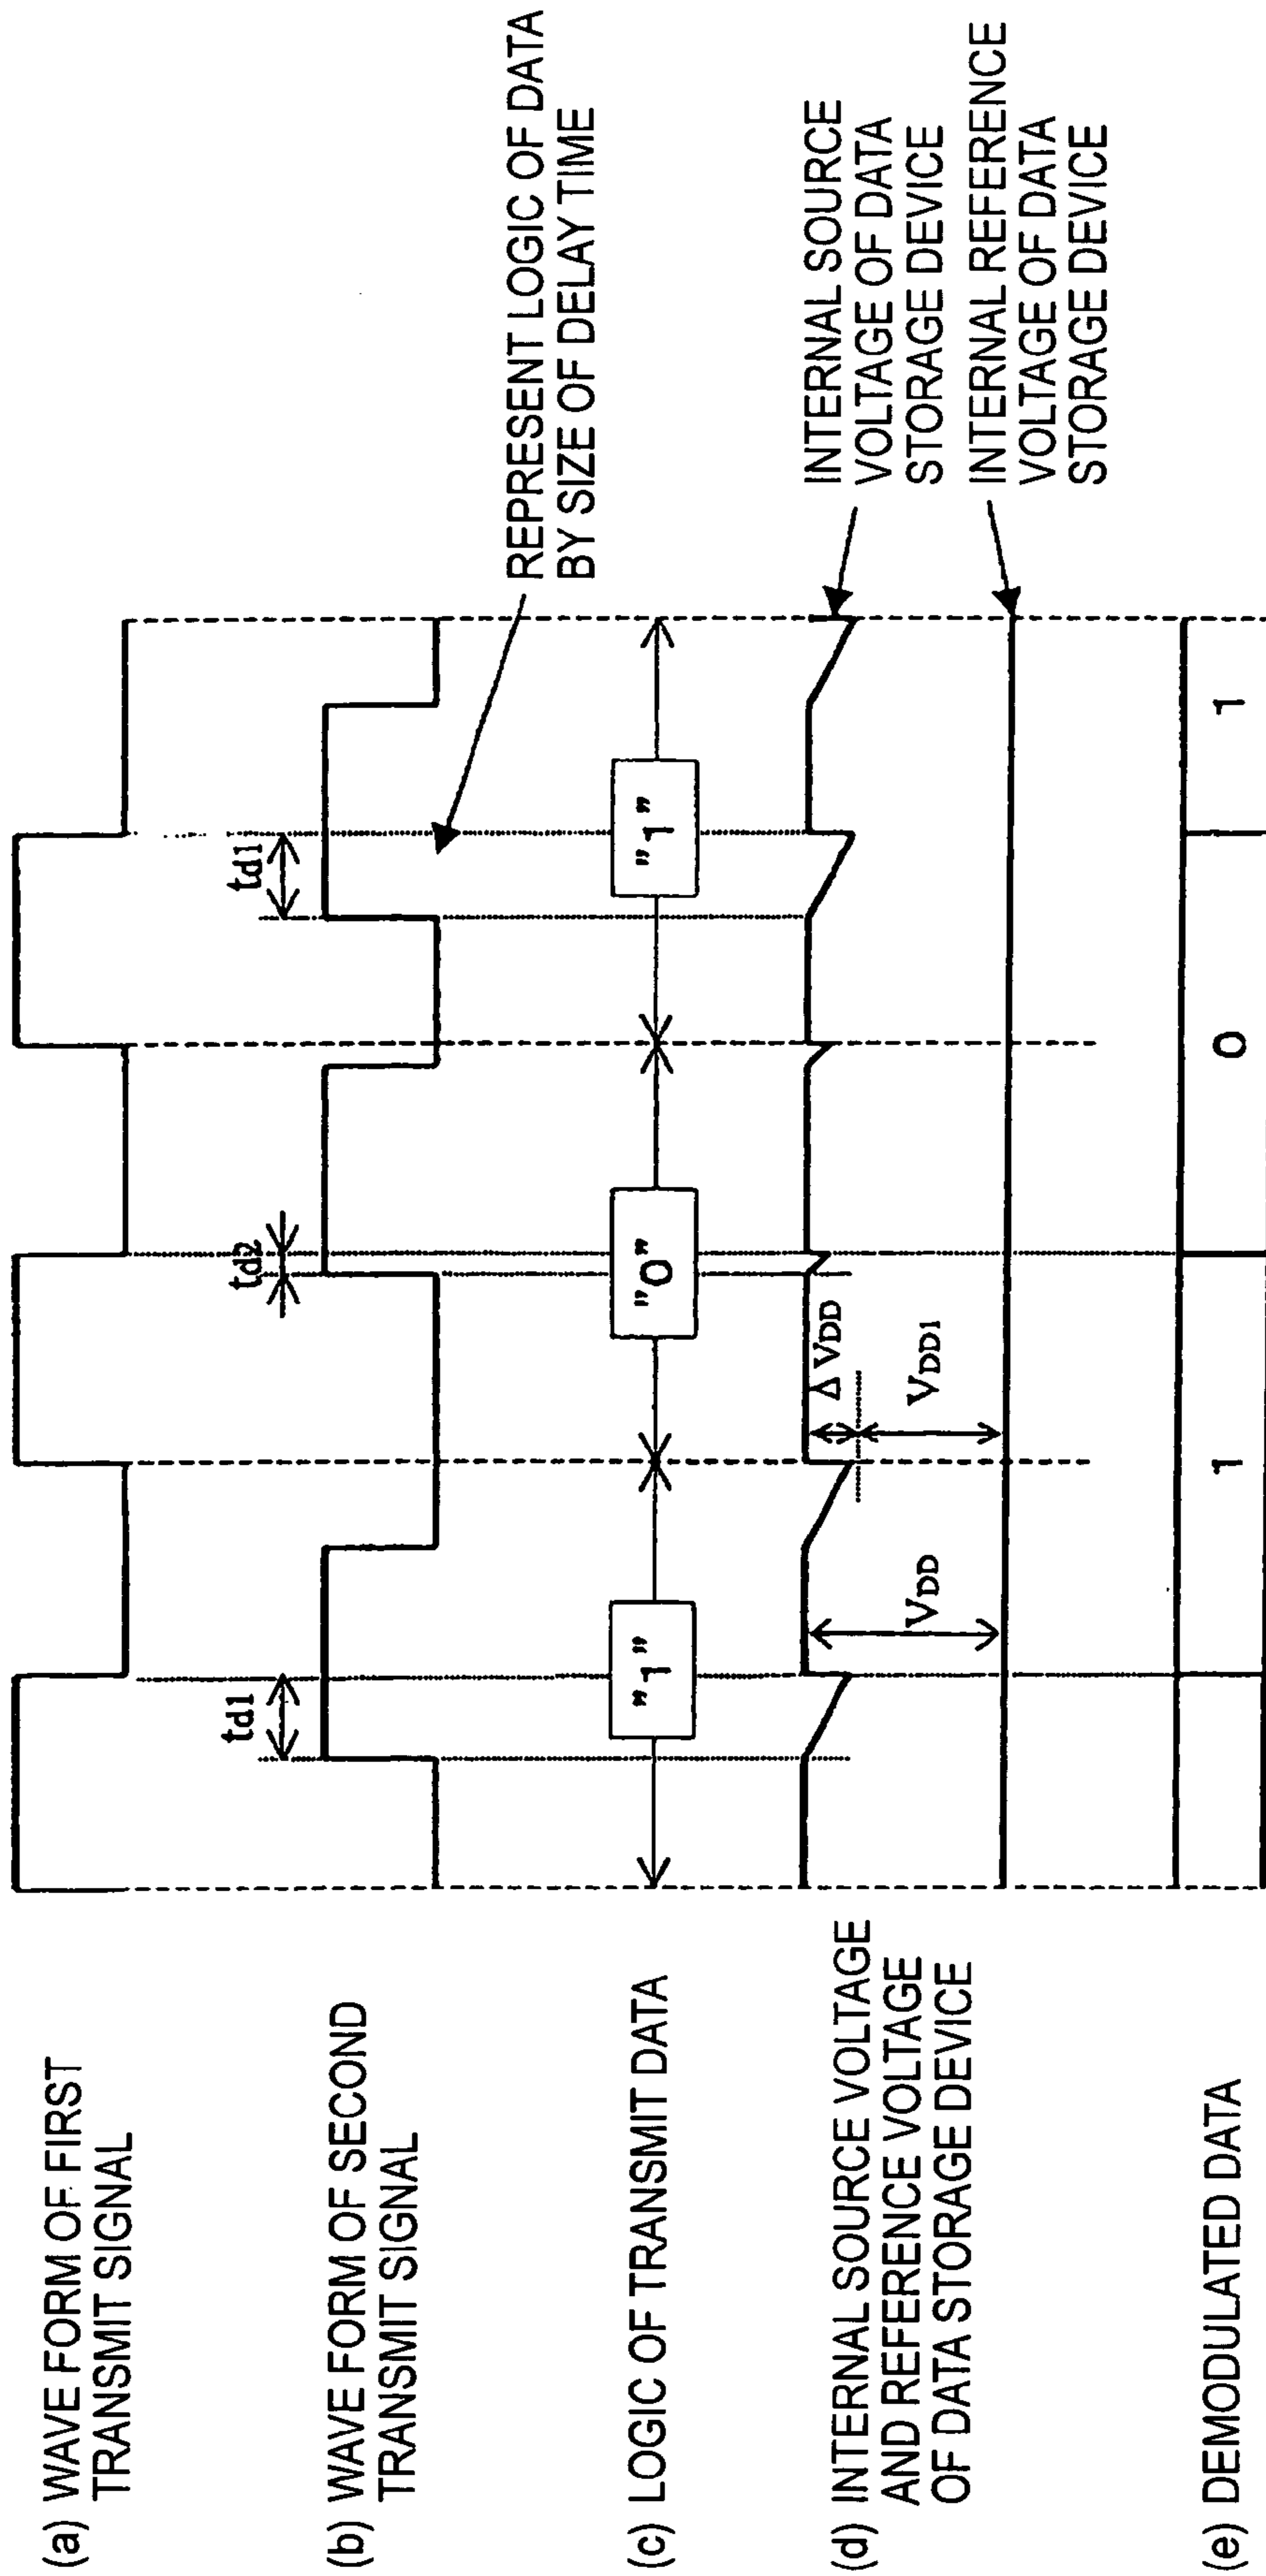 (a) WAVE FORM OF FIRST
TRANSMIT SIGNAL
(b) WAVE FORM OF SECOND
TRANSMIT SIGNAL
td1
td2
td1
REPRESENT LOGIC OF DATA
BY SIZE OF DELAY TIME
(c) LOGIC OF TRANSMIT DATA
"1"
"0"
"1"
(d) INTERNAL SOURCE VOLTAGE
AND REFERENCE VOLTAGE
OF DATA STORAGE DEVICE
VDD
Δ VDD
VDD1
INTERNAL SOURCE
VOLTAGE OF DATA
STORAGE DEVICE
INTERNAL REFERENCE
VOLTAGE OF DATA
STORAGE DEVICE
(e) DEMODULATED DATA
1
0
1